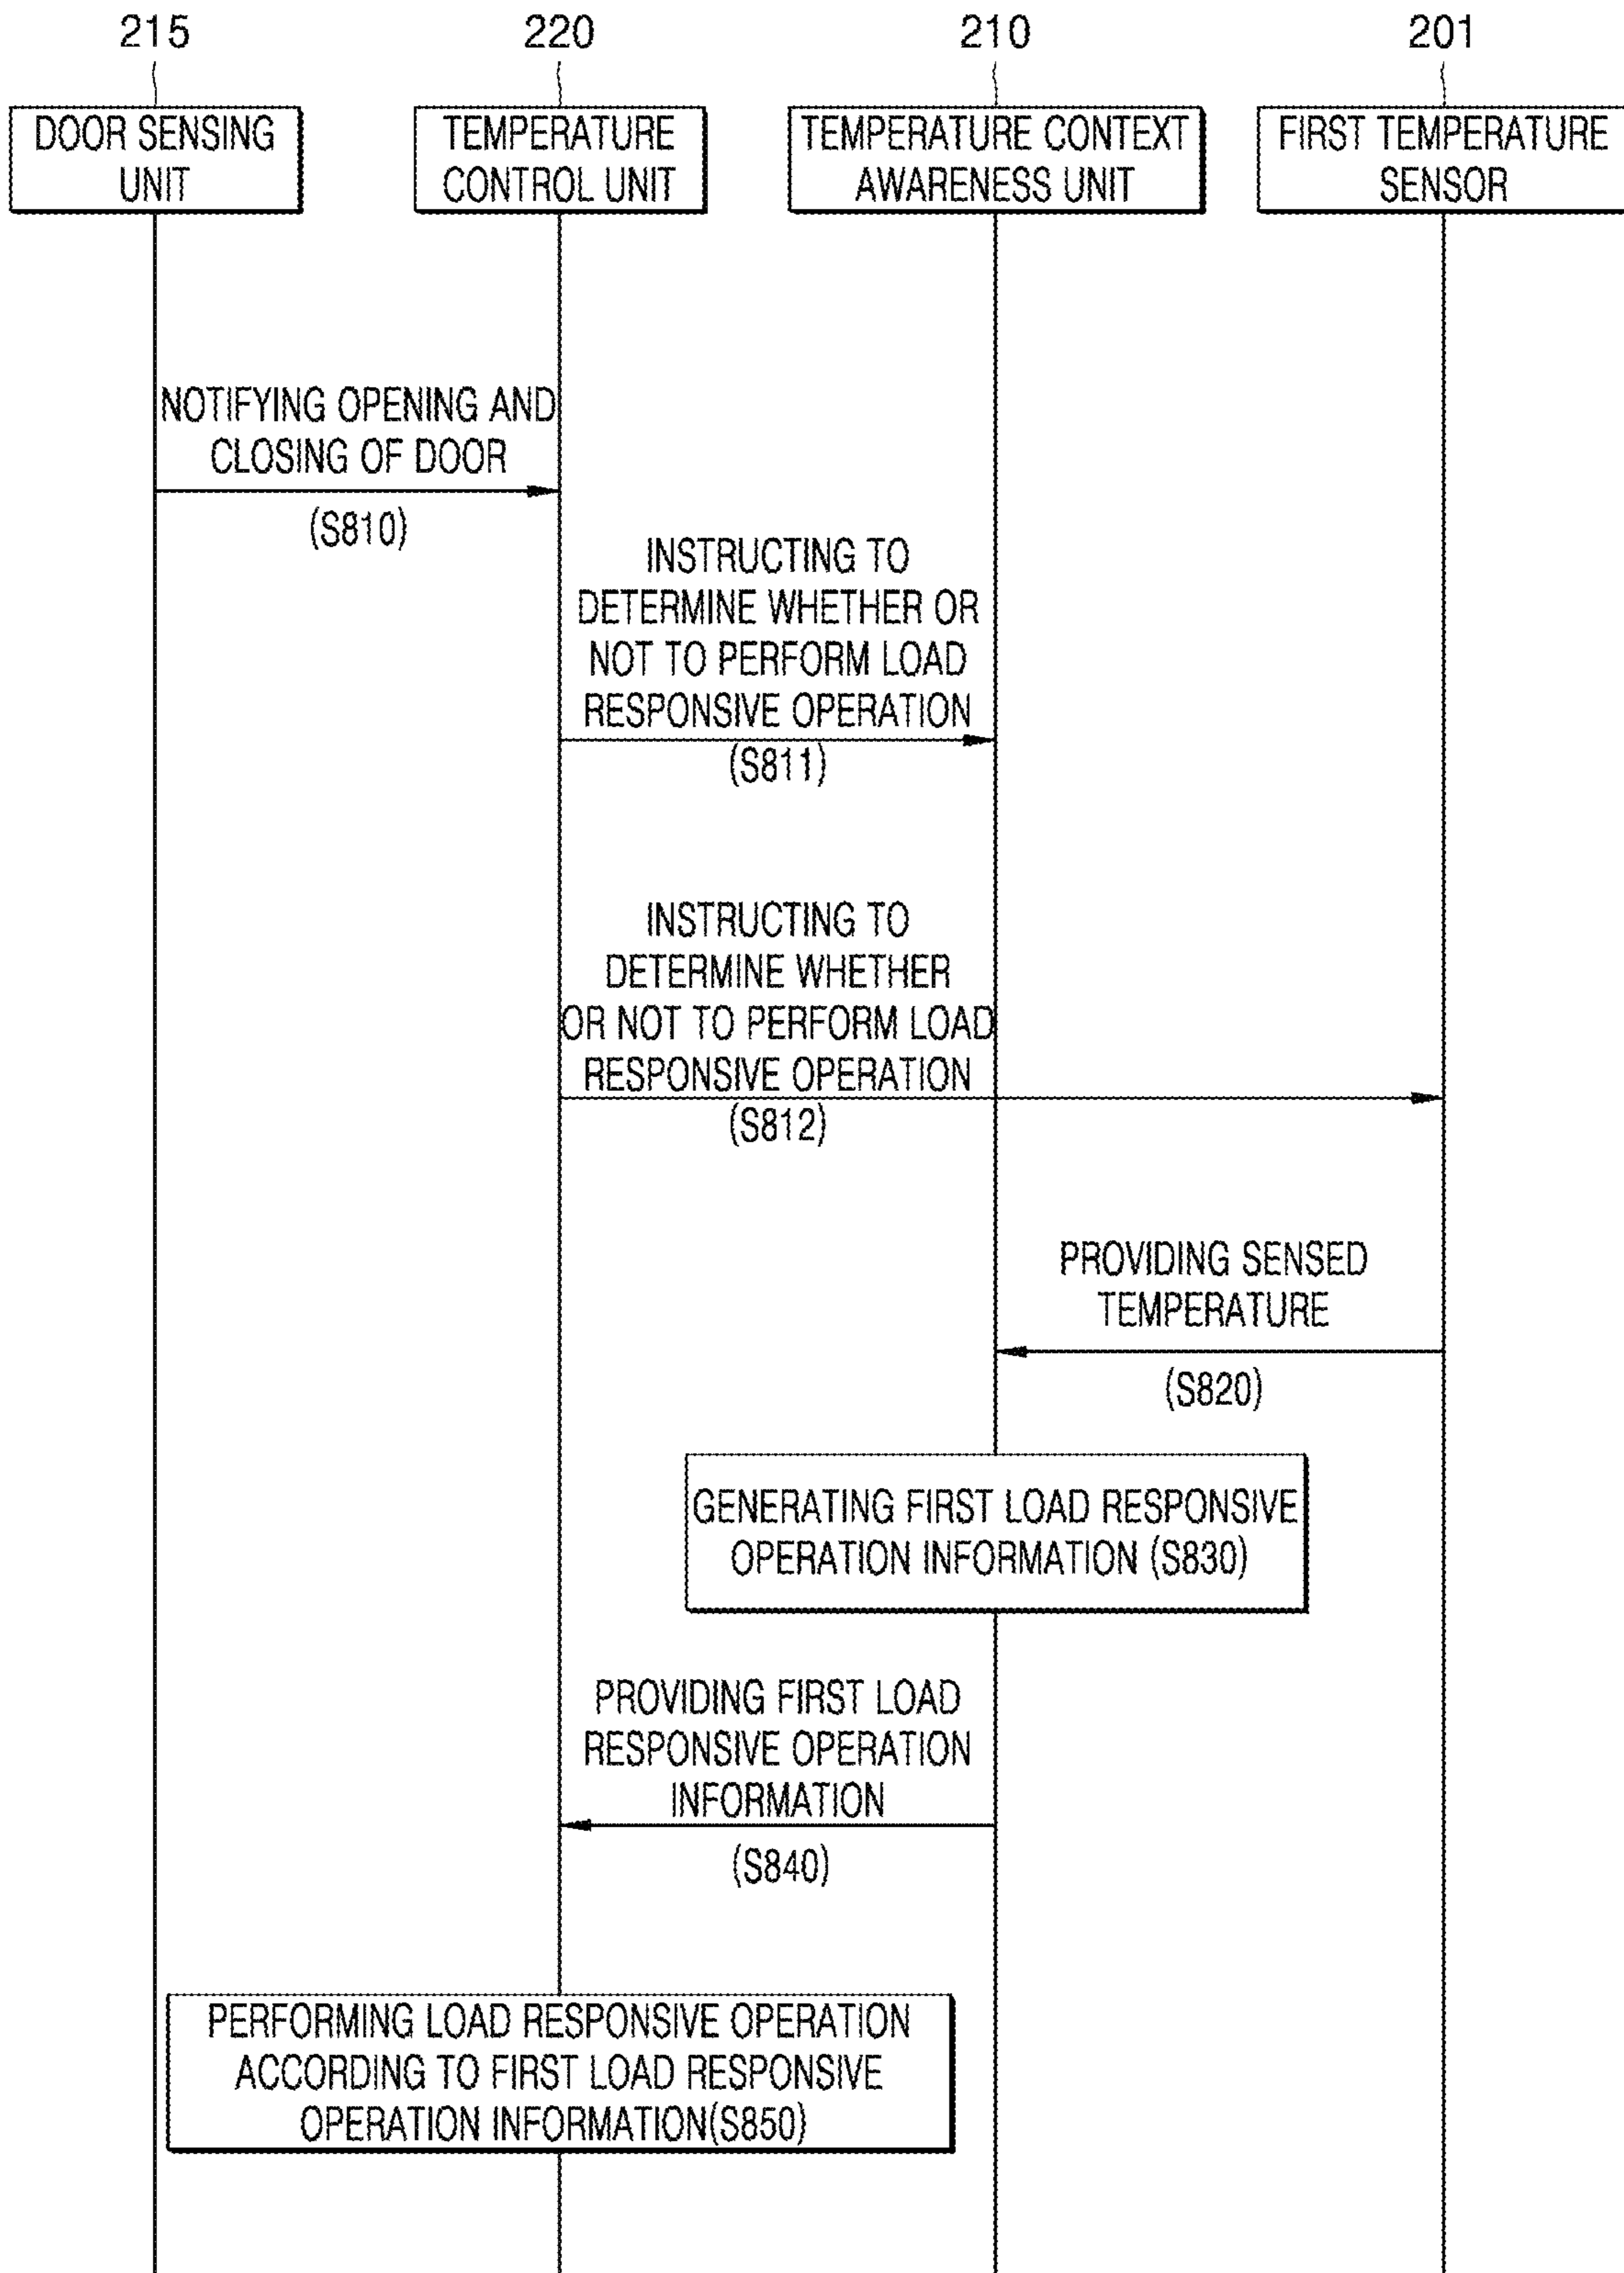 215
220
210
201
DOOR SENSING
UNIT
TEMPERATURE
CONTROL UNIT
TEMPERATURE CONTEXT
AWARENESS UNIT
FIRST TEMPERATURE
SENSOR
NOTIFYING OPENING AND
CLOSING OF DOOR
(S810)
INSTRUCTING TO
DETERMINE WHETHER OR
NOT TO PERFORM LOAD
RESPONSIVE OPERATION
(S811)
INSTRUCTING TO
DETERMINE WHETHER
OR NOT TO PERFORM LOAD
RESPONSIVE OPERATION
(S812)
PROVIDING SENSED
TEMPERATURE
(S820)
GENERATING FIRST LOAD RESPONSIVE
OPERATION INFORMATION (S830)
PROVIDING FIRST LOAD
RESPONSIVE OPERATION
INFORMATION
(S840)
PERFORMING LOAD RESPONSIVE OPERATION
ACCORDING TO FIRST LOAD RESPONSIVE
OPERATION INFORMATION(S850)